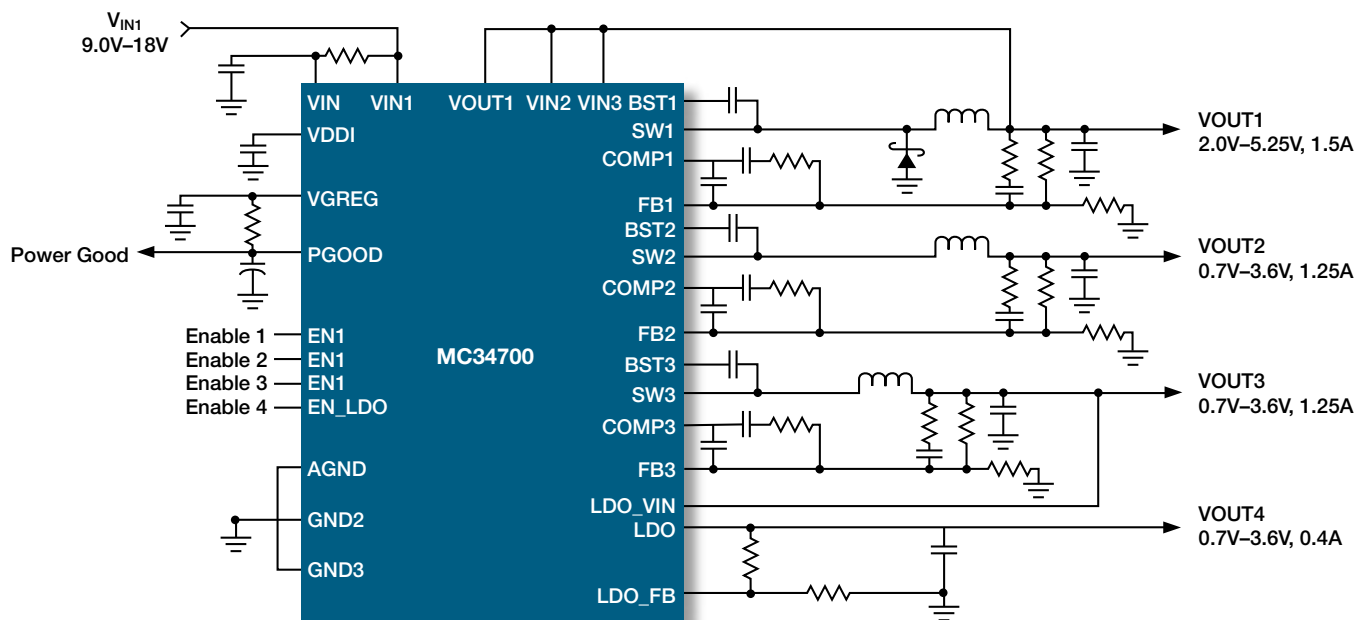 VIN1
9.0V–18V
VIN VIN1 VOUT1 VIN2 VIN3 BST1
VDDI
SW1
VOUT1
2.0V–5.25V, 1.5A
COMP1
VGREG
FB1
BST2
Power Good
PGOOD
SW2
VOUT2
0.7V–3.6V, 1.25A
COMP2
Enable 1 EN1
FB2
Enable 2 EN1
MC34700
BST3
Enable 3 EN1
SW3
VOUT3
0.7V–3.6V, 1.25A
Enable 4 EN_LDO
COMP3
AGND
FB3
LDO_VIN
GND2
LDO
VOUT4
0.7V–3.6V, 0.4A
GND3
LDO_FB